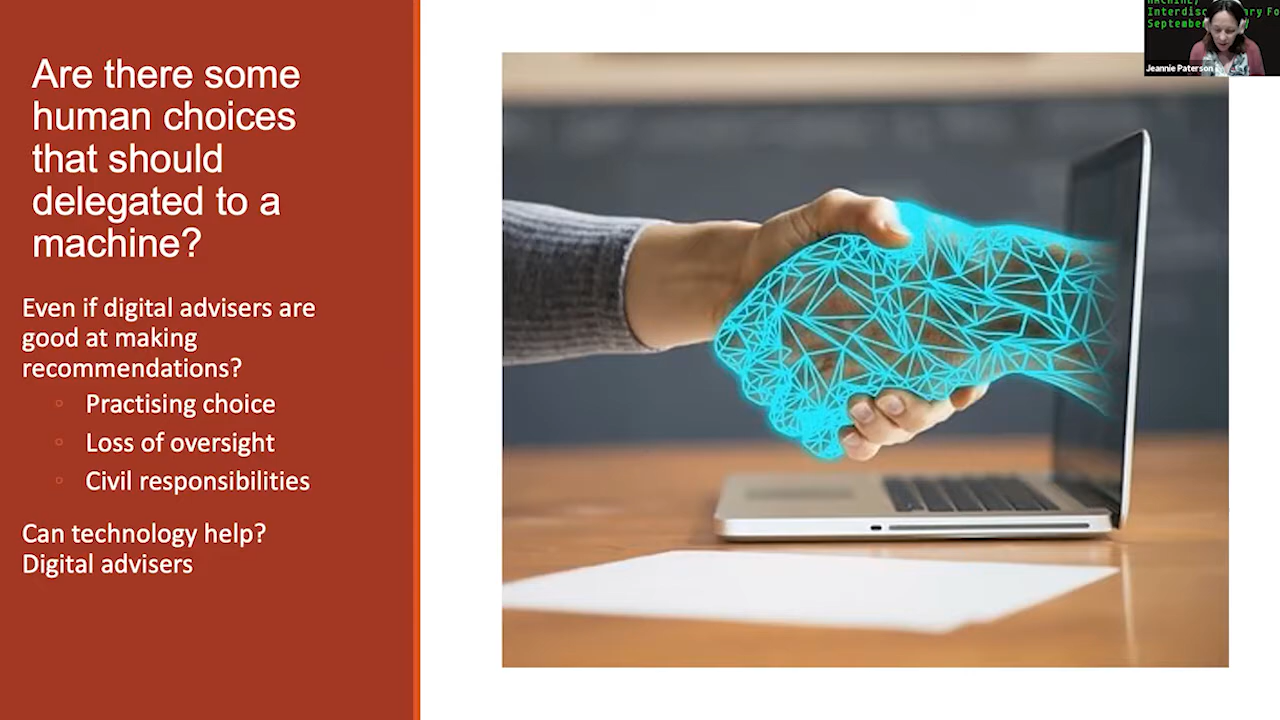 Are there some
human choices
that should
delegated to a
machine?
Even if digital advisers are
good at making
recommendations?
Practising choice
Loss of oversight
Civil responsibilities
Can technology help?
Digital advisers
Jeannie Paterson